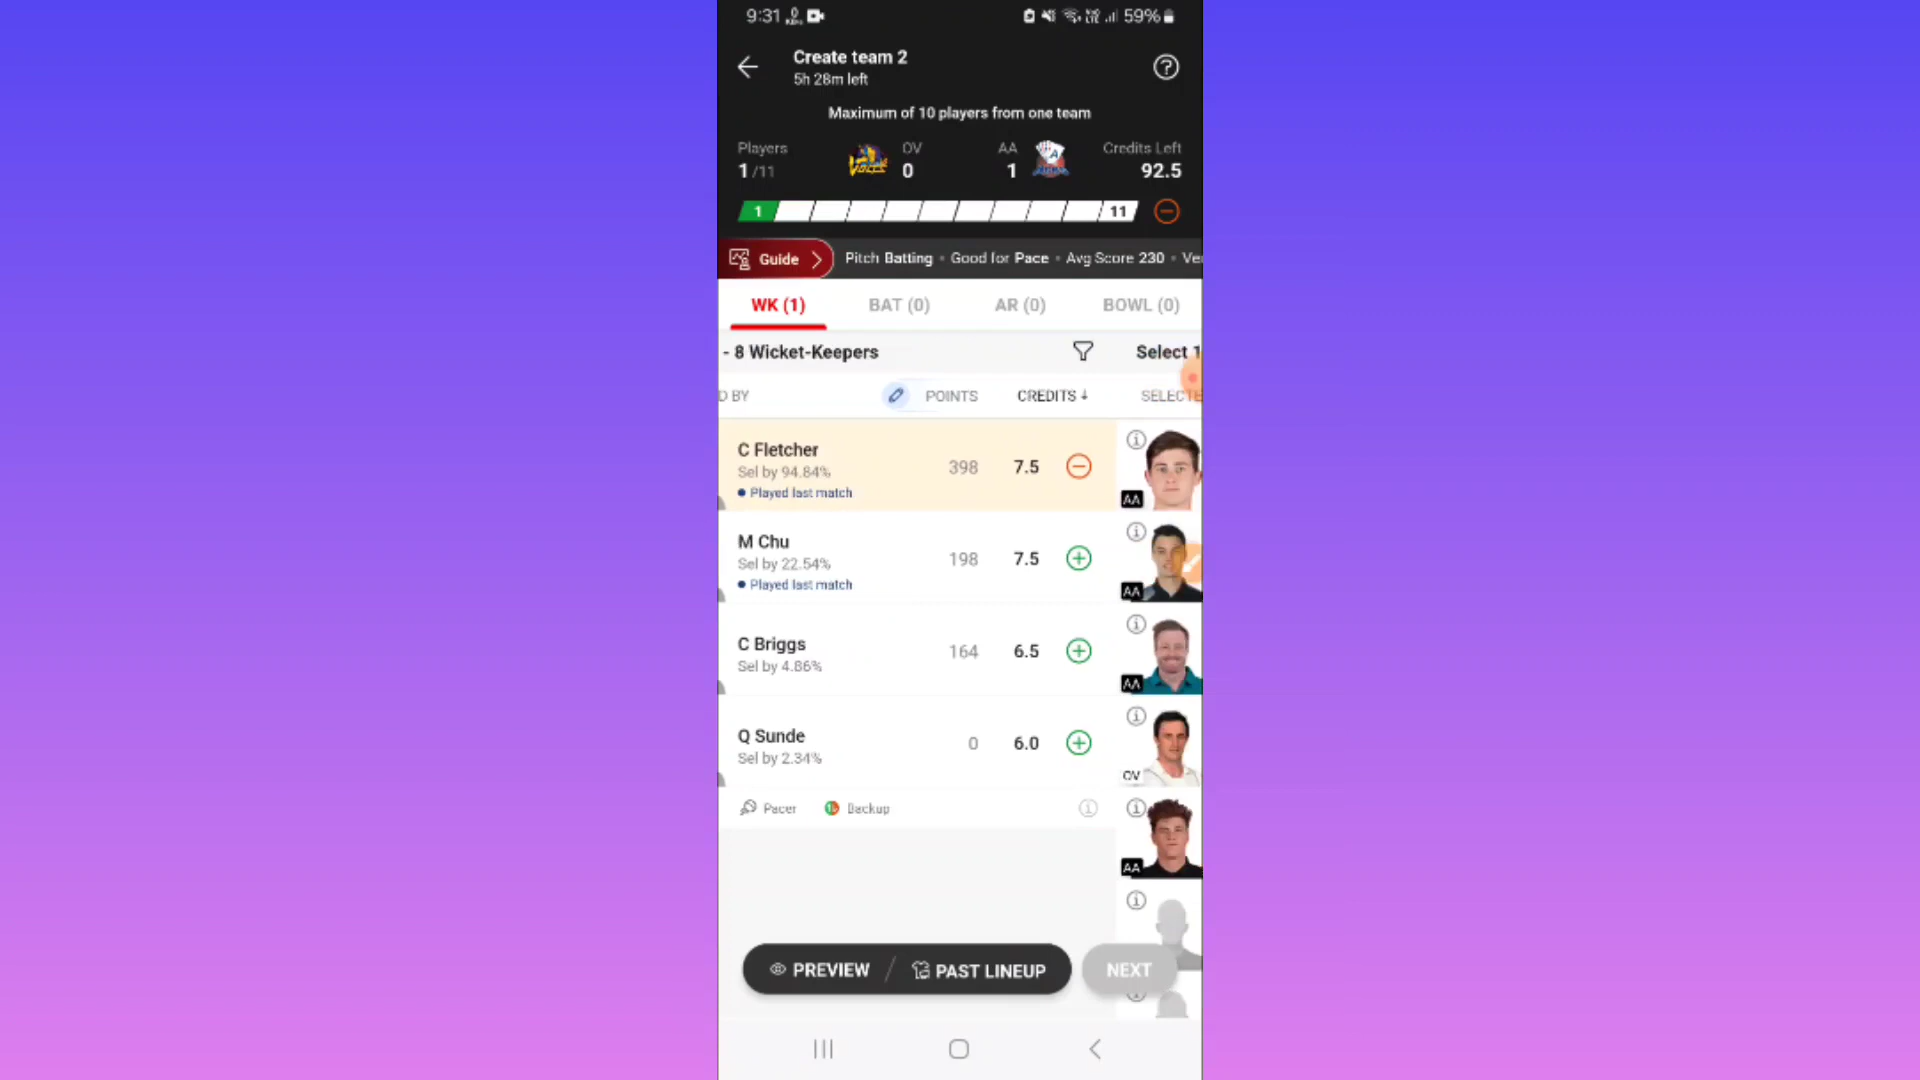 9:31
59%
Create team 2
5h 28m left
Maximum of 10 players from one team
Players
1/11
OV
0
AA
1
Credits Left
92.5
1
11
Guide
Pitch Batting • Good for Pace • Avg Score 230 • Ve
WK (1)
BAT (0)
AR (0)
BOWL (0)
- 8 Wicket-Keepers
Select 1
D BY
POINTS
CREDITS ↓
SELECTE
C Fletcher
Sel by 94.84%
Played last match
398
7.5
AA
M Chu
Sel by 22.54%
Played last match
198
7.5
AA
C Briggs
Sel by 4.86%
164
6.5
AA
Q Sunde
Sel by 2.34%
0
6.0
OV
Pacer
Backup
AA
PREVIEW / PAST LINEUP
NEXT